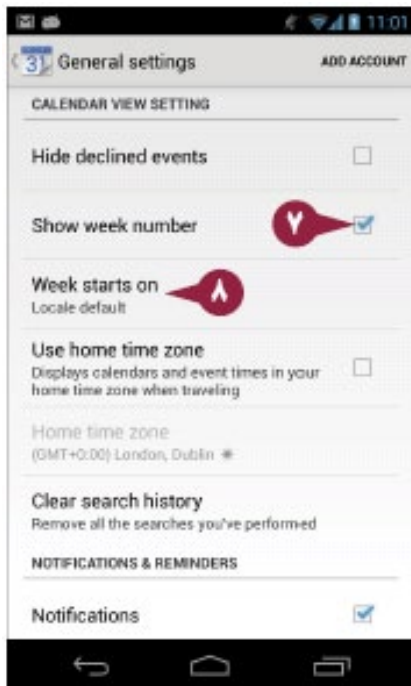 11:01
31 General settings ADD ACCOUNT
CALENDAR VIEW SETTING
Hide declined events
Show week number ۷
Week starts on ۸
Locale default
Use home time zone
Displays calendars and event times in your
home time zone when traveling
Home time zone
(GMT+0:00) London, Dublin ☀
Clear search history
Remove all the searches you've performed
NOTIFICATIONS & REMINDERS
Notifications